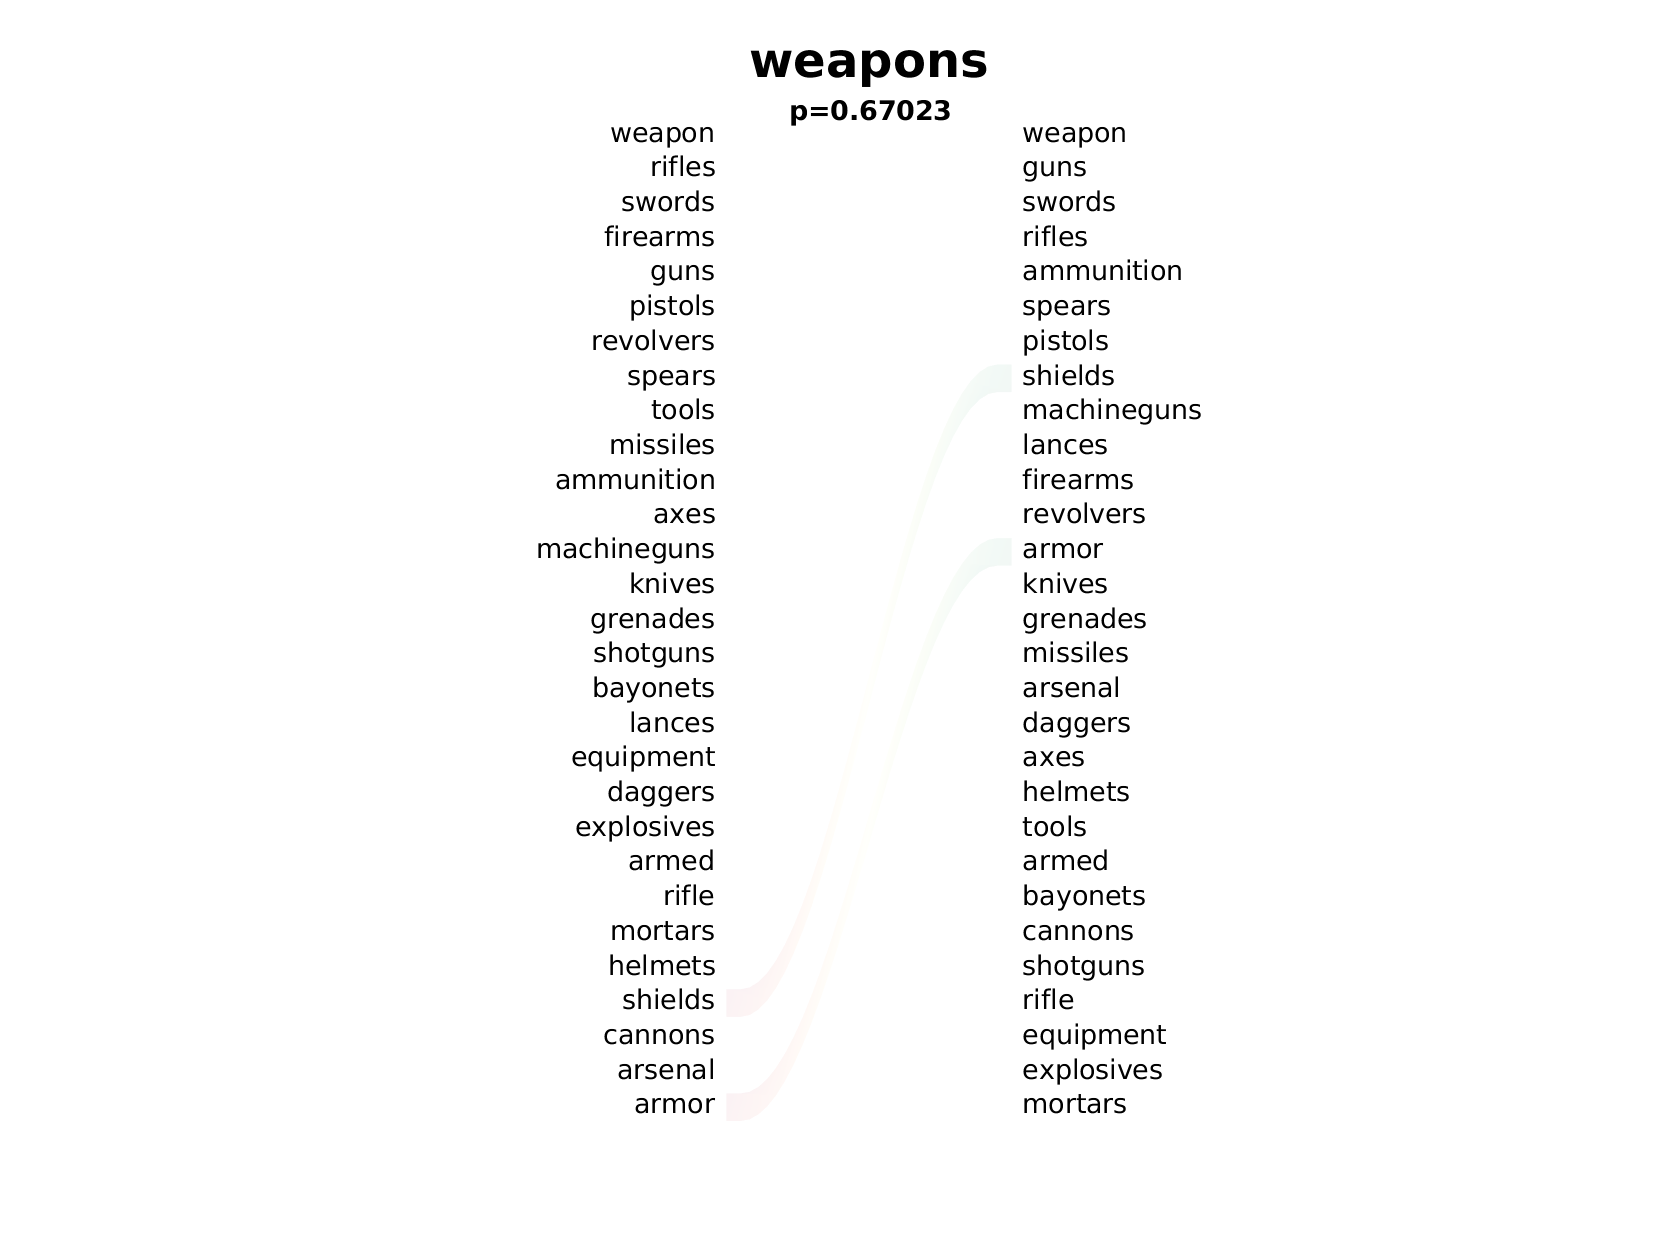 weapons
p=0.67023
weapon weapon
rifles guns
swords swords
firearms rifles
guns ammunition
pistols spears
revolvers pistols
spears shields
tools machineguns
missiles lances
ammunition firearms
axes revolvers
machineguns armor
knives knives
grenades grenades
shotguns missiles
bayonets arsenal
lances daggers
equipment axes
daggers helmets
explosives tools
armed armed
rifle bayonets
mortars cannons
helmets shotguns
shields rifle
cannons equipment
arsenal explosives
armor mortars